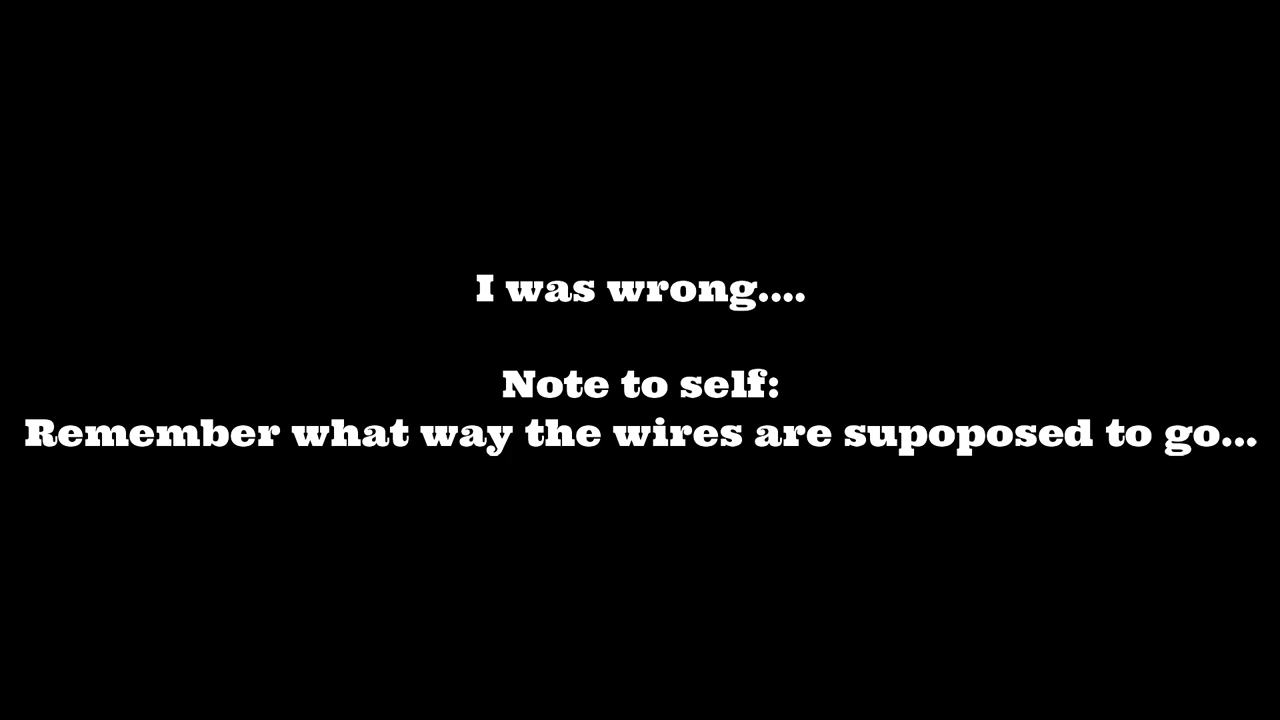 I was wrong....
Note to self:
Remember what way the wires are supoposed to go...